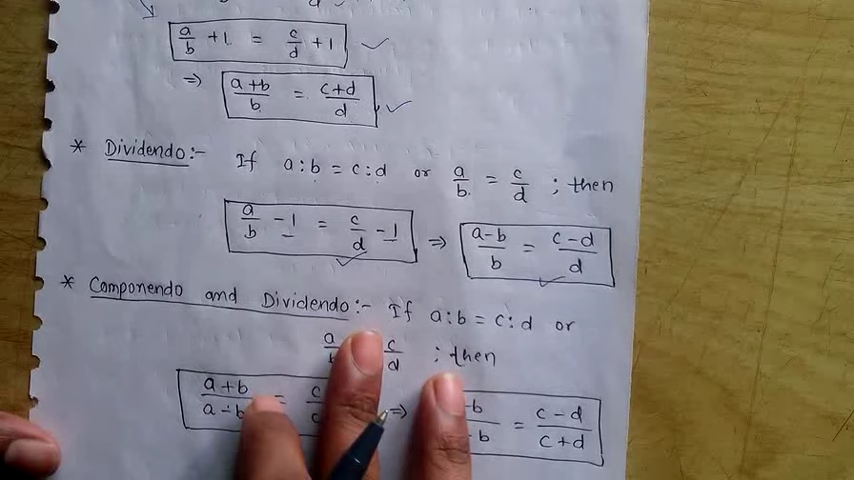 a/b +1 = c/d +1
⇒ a+b/b = c+d/d
* Dividendo:- If a:b = c:d or a/b = c/d ; then
a/b -1 = c/d -1 ⇒ a-b/b = c-d/d
* Componendo and Dividendo:- If a:b = c:d or
a c/d ; then
a+b/a-b = c ⇒ -b/-b = c-d/c+d